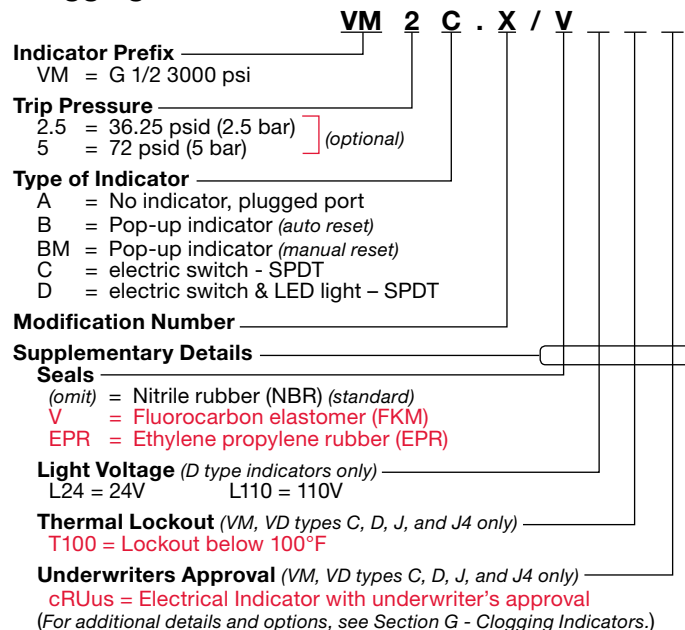 VM 2 C . X / V
Indicator Prefix
VM = G 1/2 3000 psi
Trip Pressure
2.5 = 36.25 psid (2.5 bar)
5 = 72 psid (5 bar)
(optional)
Type of Indicator
A = No indicator, plugged port
B = Pop-up indicator (auto reset)
BM = Pop-up indicator (manual reset)
C = electric switch - SPDT
D = electric switch & LED light – SPDT
Modification Number
Supplementary Details
Seals
(omit) = Nitrile rubber (NBR) (standard)
V = Fluorocarbon elastomer (FKM)
EPR = Ethylene propylene rubber (EPR)
Light Voltage (D type indicators only)
L24 = 24V L110 = 110V
Thermal Lockout (VM, VD types C, D, J, and J4 only)
T100 = Lockout below 100°F
Underwriters Approval (VM, VD types C, D, J, and J4 only)
cRUus = Electrical Indicator with underwriter's approval
(For additional details and options, see Section G - Clogging Indicators.)